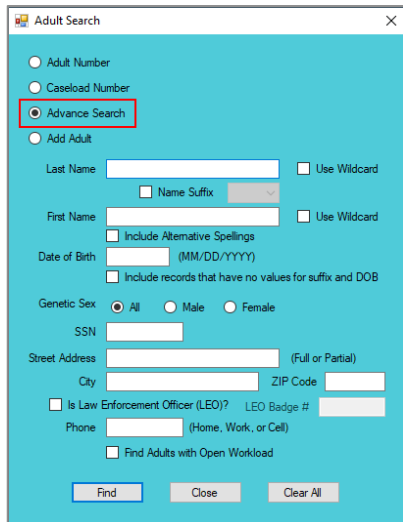 Adult Search
Adult Number
Caseload Number
Advance Search
Add Adult
Last Name Use Wildcard
Name Suffix
First Name Use Wildcard
Include Alternative Spellings
Date of Birth (MM/DD/YYYY)
Include records that have no values for suffix and DOB
Genetic Sex All Male Female
SSN
Street Address (Full or Partial)
City ZIP Code
Is Law Enforcement Officer (LEO)? LEO Badge #
Phone (Home, Work, or Cell)
Find Adults with Open Workload
Find Close Clear All